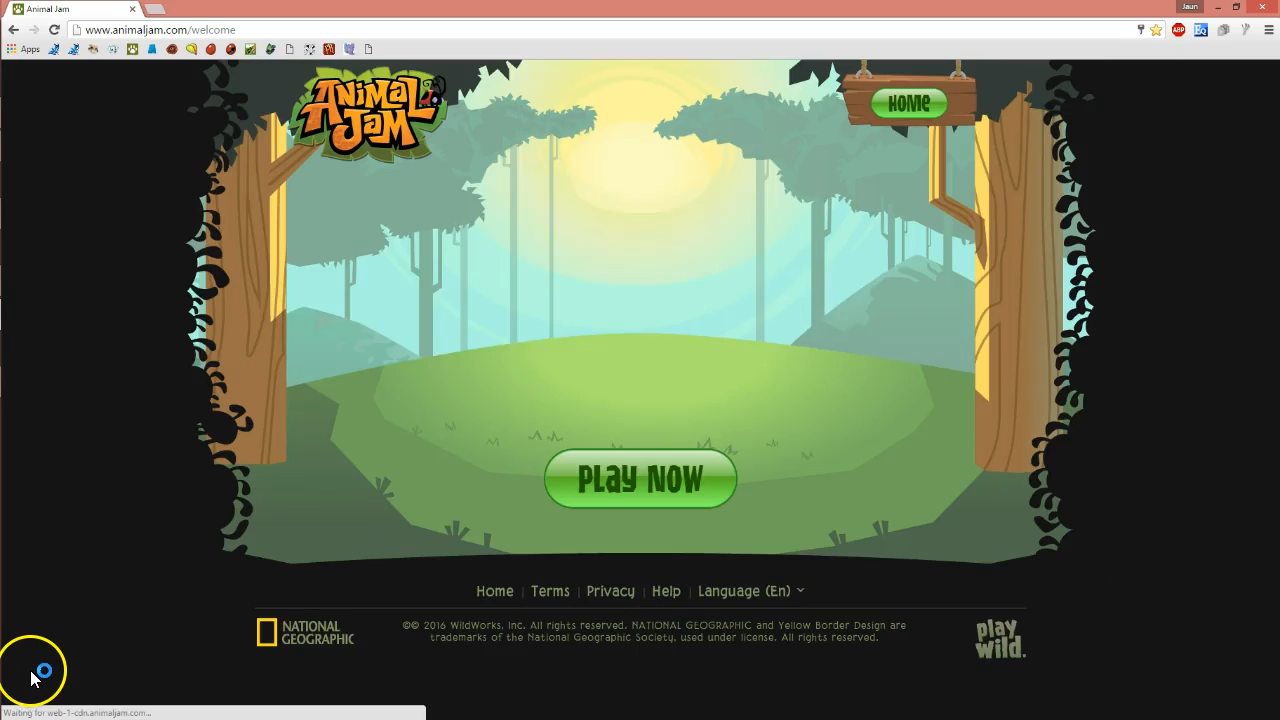 Animal Jam
Jaun
www.animaljam.com/welcome
Apps
ANIMAL
JAM
HOME
PLAY NOW
Home | Terms | Privacy | Help | Language (En)
NATIONAL
GEOGRAPHIC
©© 2016 WildWorks, Inc. All rights reserved. NATIONAL GEOGRAPHIC and Yellow Border Design are
trademarks of the National Geographic Society, used under license. All rights reserved.
play
wild.
Waiting for web-1-cdn.animaljam.com...